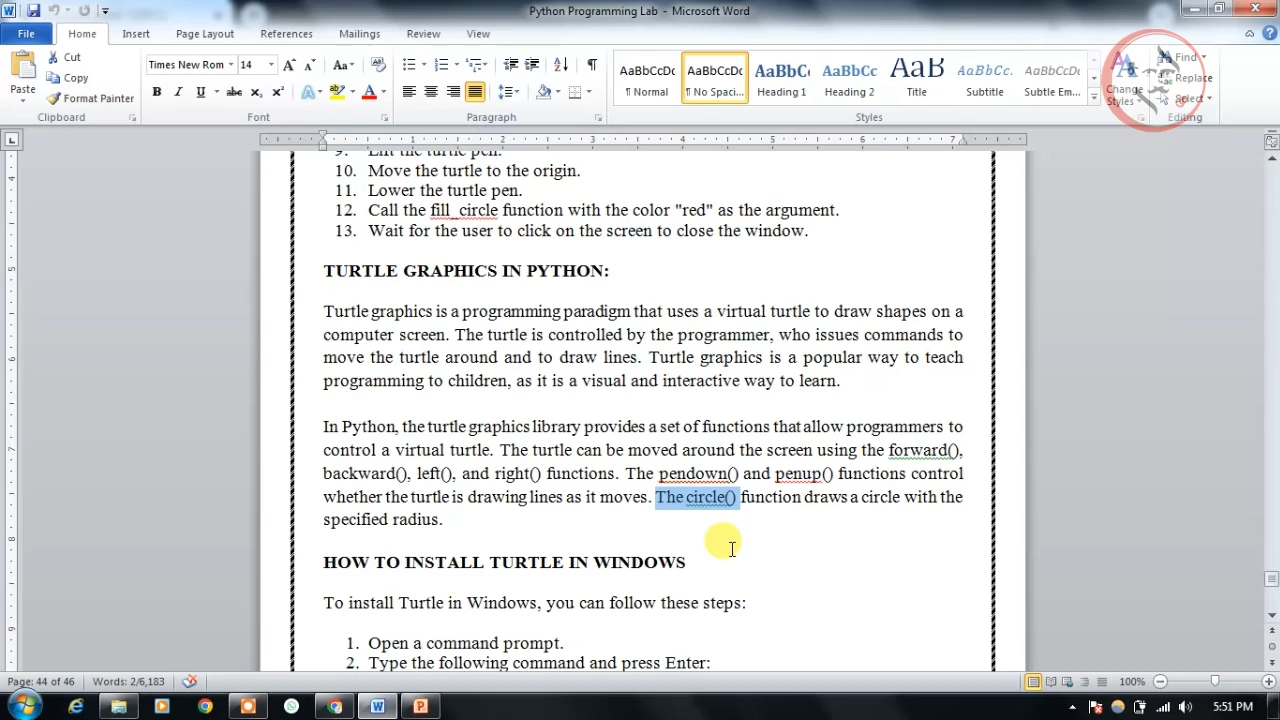 Python Programming Lab - Microsoft Word
File Home Insert Page Layout References Mailings Review View
Cut
Copy
Format Painter
Paste
Times New Rom 14
Clipboard Font Paragraph Styles Editing
AaBbCcDc AaBbCcDc AaBbC AaBbCc AaB AaBbCc. AaBbCcDc
¶ Normal ¶ No Spaci... Heading 1 Heading 2 Title Subtitle Subtle Em...
Change Styles
Find
Replace
Select
9. Lift the turtle pen.
10. Move the turtle to the origin.
11. Lower the turtle pen.
12. Call the fill_circle function with the color "red" as the argument.
13. Wait for the user to click on the screen to close the window.
TURTLE GRAPHICS IN PYTHON:
Turtle graphics is a programming paradigm that uses a virtual turtle to draw shapes on a
computer screen. The turtle is controlled by the programmer, who issues commands to
move the turtle around and to draw lines. Turtle graphics is a popular way to teach
programming to children, as it is a visual and interactive way to learn.
In Python, the turtle graphics library provides a set of functions that allow programmers to
control a virtual turtle. The turtle can be moved around the screen using the forward(),
backward(), left(), and right() functions. The pendown() and penup() functions control
whether the turtle is drawing lines as it moves. The circle() function draws a circle with the
specified radius.
HOW TO INSTALL TURTLE IN WINDOWS
To install Turtle in Windows, you can follow these steps:
1. Open a command prompt.
2. Type the following command and press Enter:
Page: 44 of 46 Words: 2/6,183 100%
5:51 PM